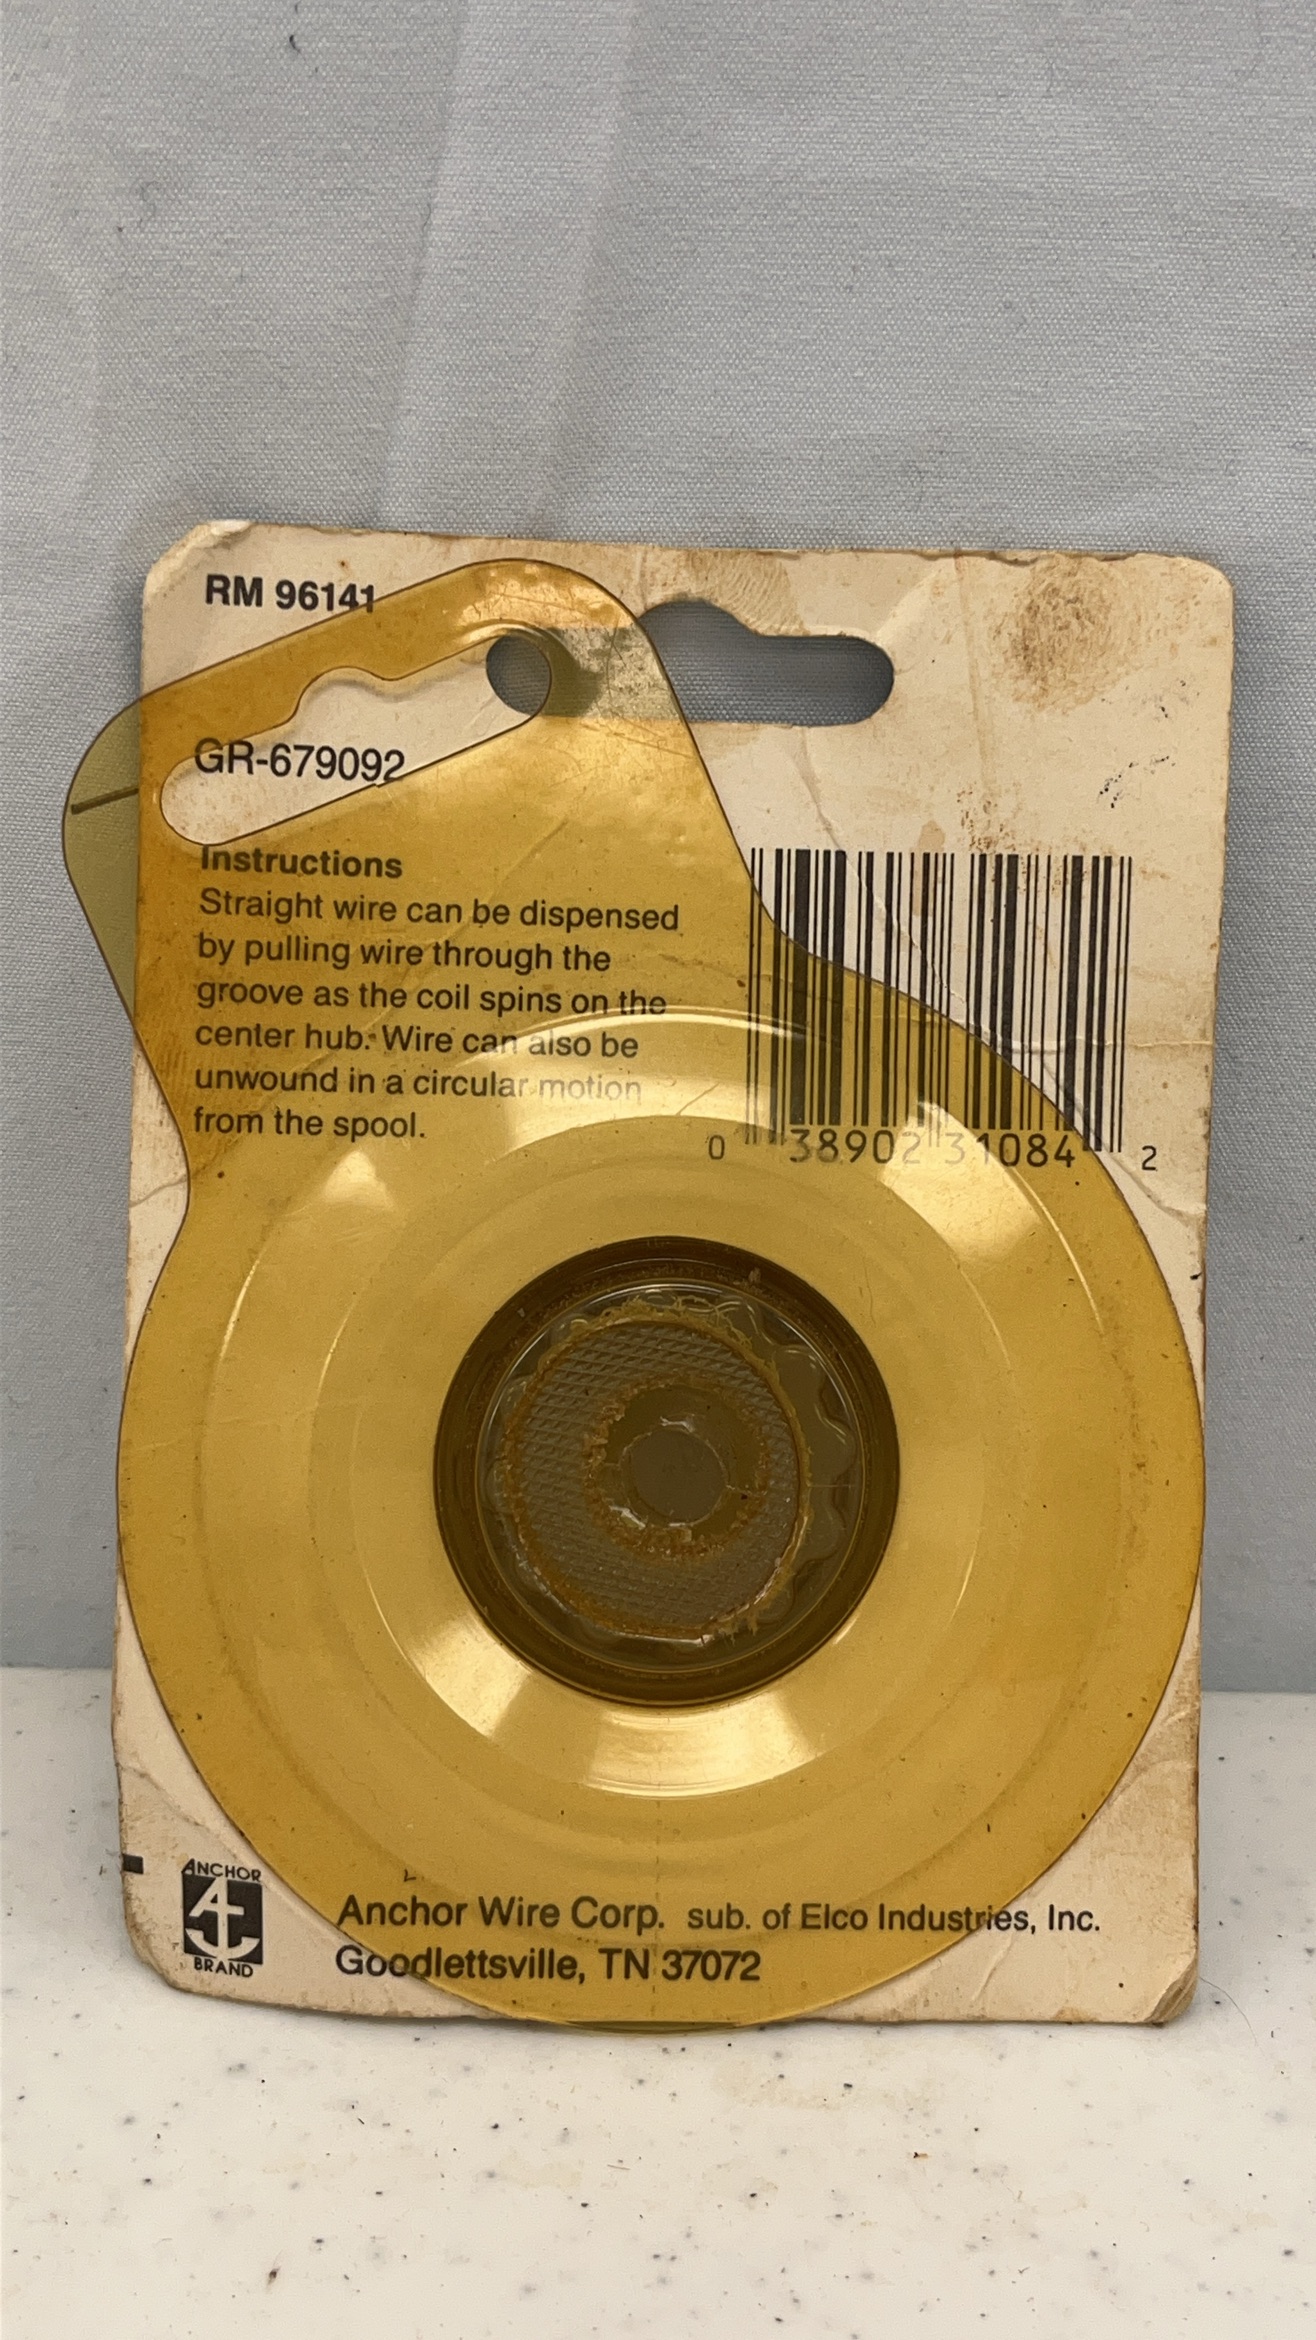 RM 96141
GR-679092
Instructions
Straight wire can be dispensed
by pulling wire through the
groove as the coil spins on the
center hub. Wire can also be
unwound in a circular motion
from the spool.
0 38902 31084 2
ANCHOR
BRAND
Anchor Wire Corp. sub. of Elco Industries, Inc.
Goodlettsville, TN 37072